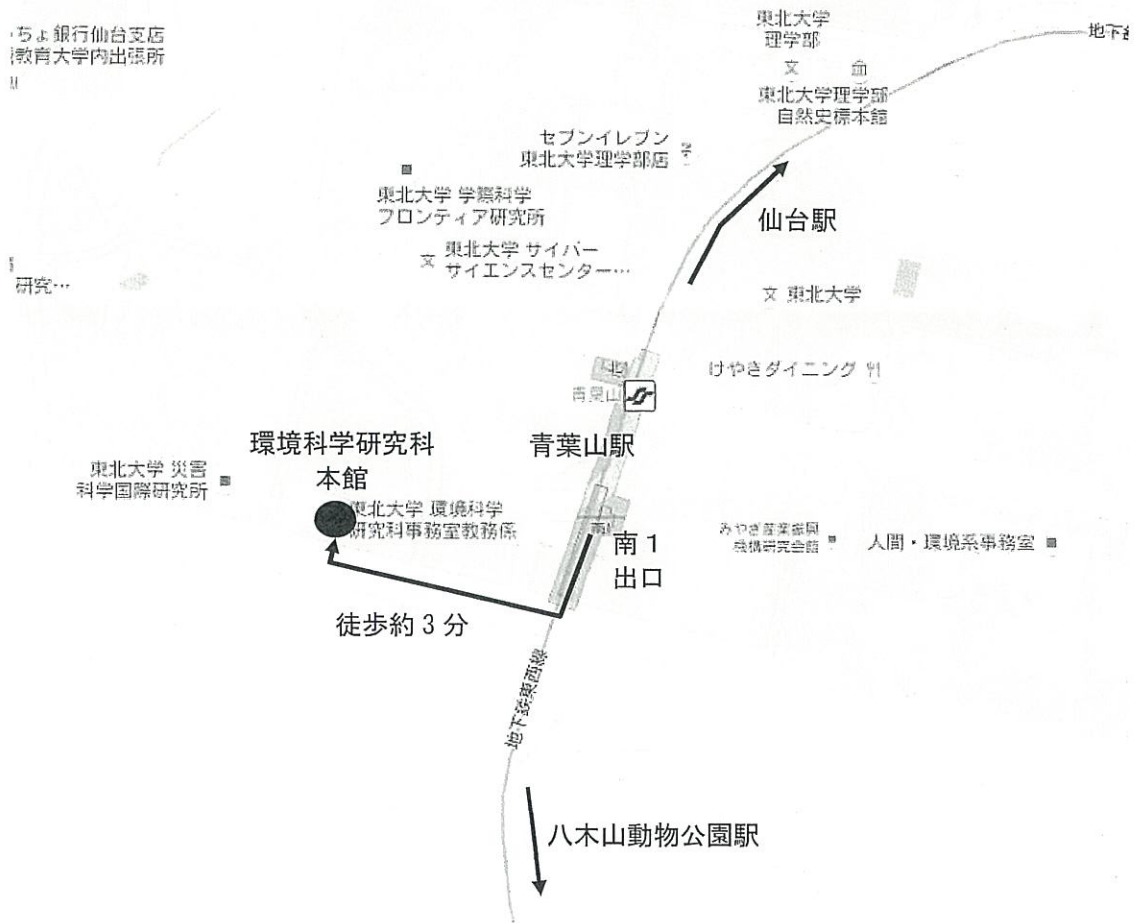 ちょ銀行仙台支店
教育大学内出張所
東北大学
理学部
文
東北大学理学部
自然史標本館
地下
セブンイレブン
東北大学理学部店
東北大学 学際科学
フロンティア研究所
仙台駅
文 東北大学 サイバー
サイエンスセンター…
研究…
文 東北大学
北1
けやきダイニング
青葉山
環境科学研究科
本館
青葉山駅
東北大学 災害
科学国際研究所
東北大学 環境科学
研究科事務室教務係
南1
南1
出口
みやぎ産業振興
機構研究会館
人間・環境系事務室
徒歩約3分
地下鉄東西線
八木山動物公園駅